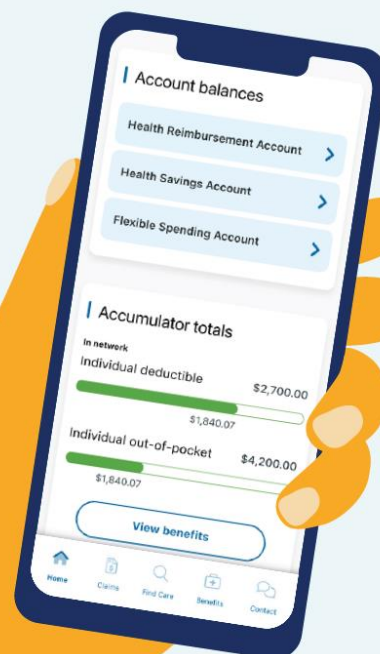 Account balances
Health Reimbursement Account
Health Savings Account
Flexible Spending Account
Accumulator totals
In network
Individual deductible $2,700.00
$1,840.07
Individual out-of-pocket $4,200.00
$1,840.07
View benefits
Home Claims Find Care Benefits Contact